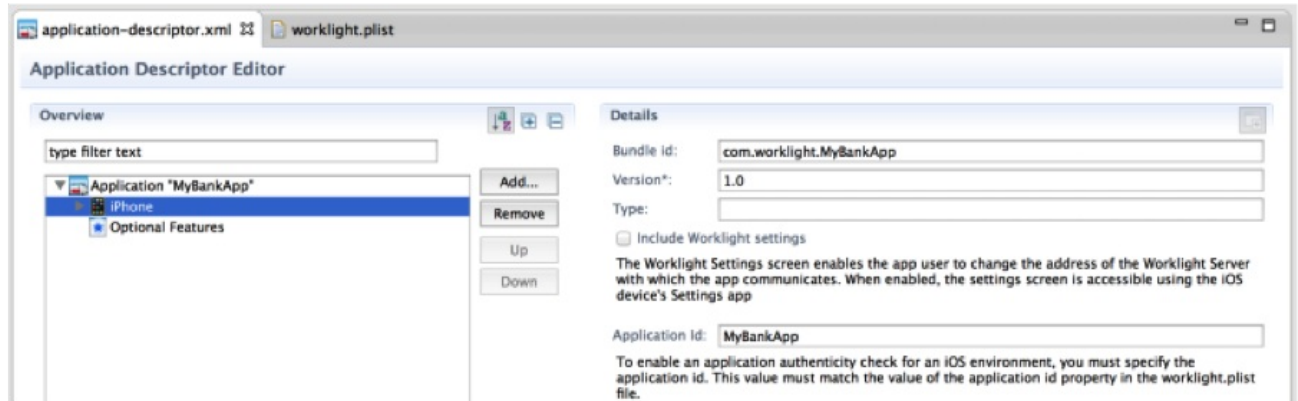 application-descriptor.xml worklight.plist
Application Descriptor Editor
Overview
type filter text
Application "MyBankApp"
iPhone
Optional Features
Add...
Remove
Up
Down
Details
Bundle id: com.worklight.MyBankApp
Version*: 1.0
Type:
Include Worklight settings
The Worklight Settings screen enables the app user to change the address of the Worklight Server
with which the app communicates. When enabled, the settings screen is accessible using the iOS
device's Settings app
Application Id: MyBankApp
To enable an application authenticity check for an iOS environment, you must specify the
application id. This value must match the value of the application id property in the worklight.plist
file.